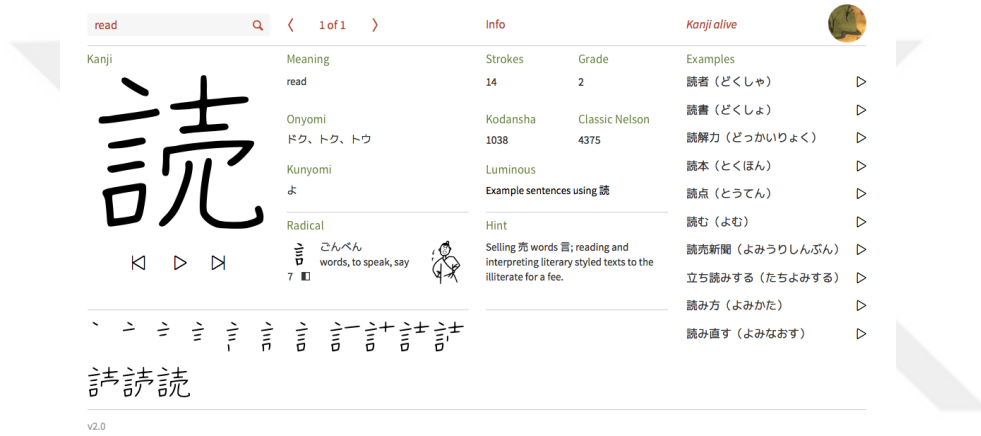 read
1 of 1
Info
Kanji alive
Kanji
読
Meaning
read
Onyomi
ドク、トク、トウ
Kunyomi
よ
Radical
訁
ごんべん
words, to speak, say
7
Strokes
14
Grade
2
Kodansha
1038
Classic Nelson
4375
Luminous
Example sentences using 読
Hint
Selling 売 words 言; reading and
interpreting literary styled texts to the
illiterate for a fee.
Examples
読者（どくしゃ）
読書（どくしょ）
読解力（どっかいりょく）
読本（とくほん）
読点（とうてん）
読む（よむ）
読売新聞（よみうりしんぶん）
立ち読みする（たちよみする）
読み方（よみかた）
読み直す（よみなおす）
v2.0